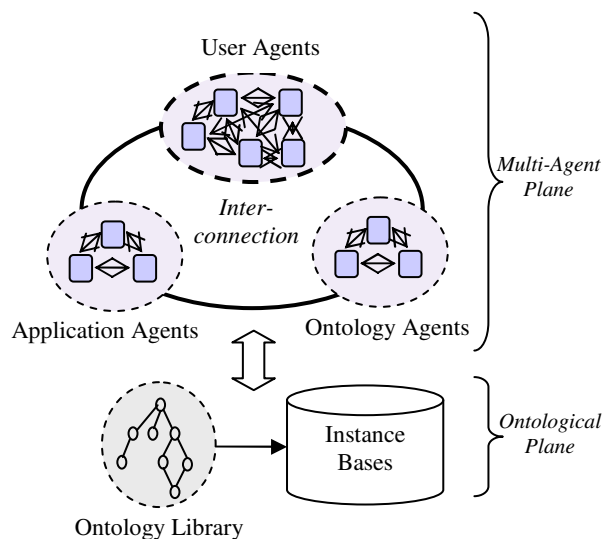 User Agents
Inter-
connection
Multi-Agent
Plane
Application Agents
Ontology Agents
Instance
Bases
Ontological
Plane
Ontology Library